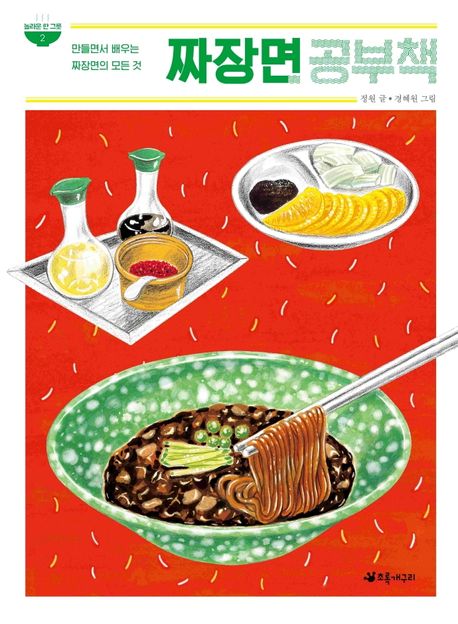 놀라운 한 그릇
2
만들면서 배우는
짜장면의 모든 것
짜장면 공부책
정원 글 • 경혜원 그림
초록개구리